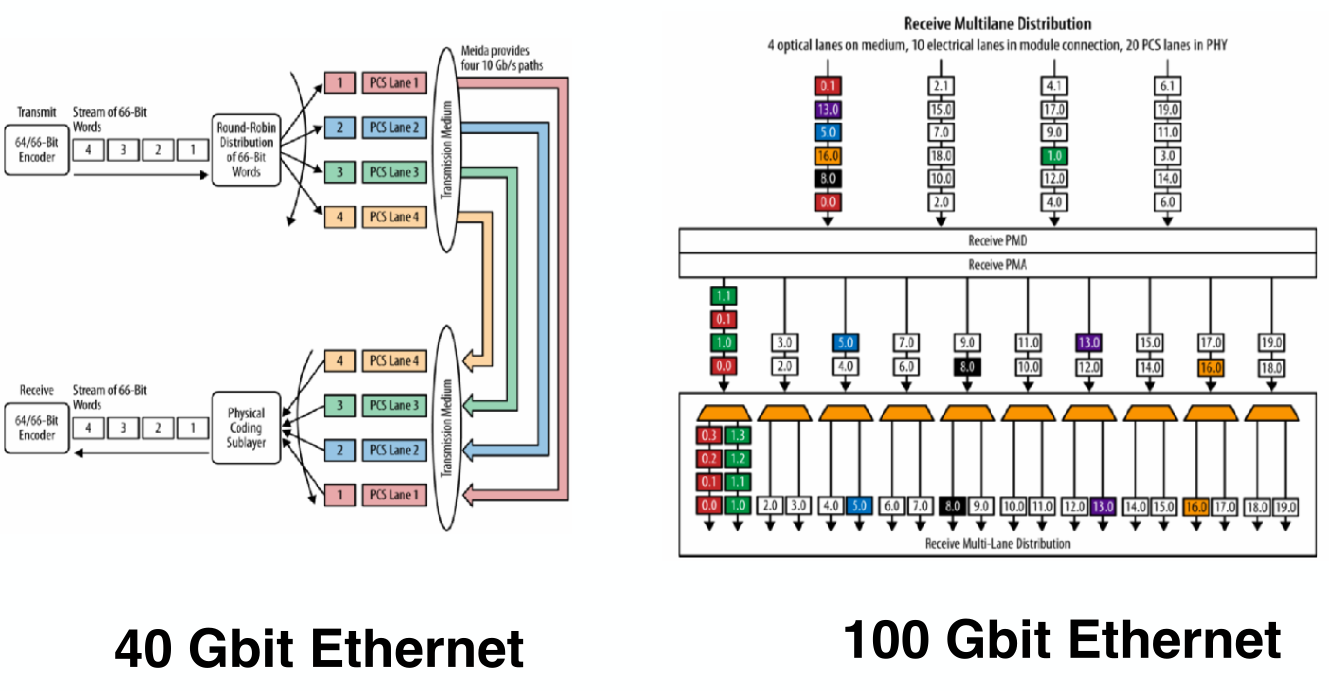 Meida provides
four 10 Gb/s paths
Transmit
Stream of 66-Bit
Words
64/66-Bit
Encoder
4 3 2 1
Round-Robin
Distribution
of 66-Bit
Words
1 PCS Lane 1
2 PCS Lane 2
3 PCS Lane 3
4 PCS Lane 4
Transmission Medium
Receive
Stream of 66-Bit
Words
64/66-Bit
Encoder
4 3 2 1
Physical
Coding
Sublayer
4 PCS Lane 4
3 PCS Lane 3
2 PCS Lane 2
1 PCS Lane 1
Transmission Medium
40 Gbit Ethernet
Receive Multilane Distribution
4 optical lanes on medium, 10 electrical lanes in module connection, 20 PCS lanes in PHY
0.1 2.1 4.1 6.1
13.0 15.0 17.0 19.0
5.0 7.0 9.0 11.0
16.0 18.0 1.0 3.0
8.0 10.0 12.0 14.0
0.0 2.0 4.0 6.0
Receive PMD
Receive PMA
1.1
0.1
1.0 3.0 5.0 7.0 9.0 11.0 13.0 15.0 17.0 19.0
0.0 2.0 4.0 6.0 8.0 10.0 12.0 14.0 16.0 18.0
0.3 1.3
0.2 1.2
0.1 1.1
0.0 1.0 2.0 3.0 4.0 5.0 6.0 7.0 8.0 9.0 10.0 11.0 12.0 13.0 14.0 15.0 16.0 17.0 18.0 19.0
Receive Multi-Lane Distribution
100 Gbit Ethernet